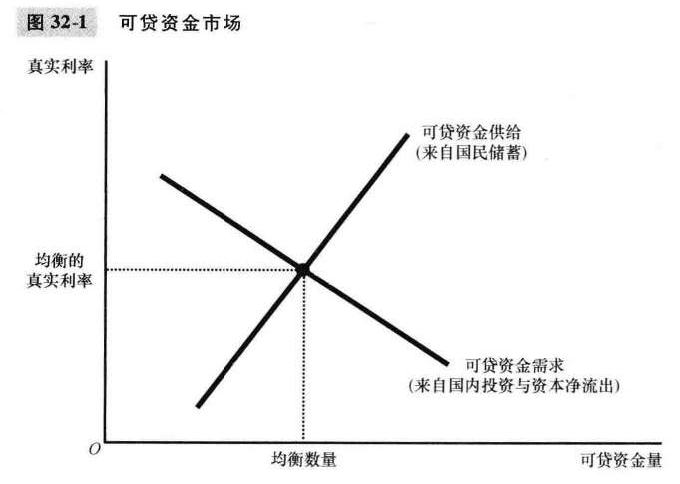 图 32-1 可贷资金市场
真实利率
可贷资金供给
(来自国民储蓄)
均衡的
真实利率
可贷资金需求
(来自国内投资与资本净流出)
O
均衡数量
可贷资金量